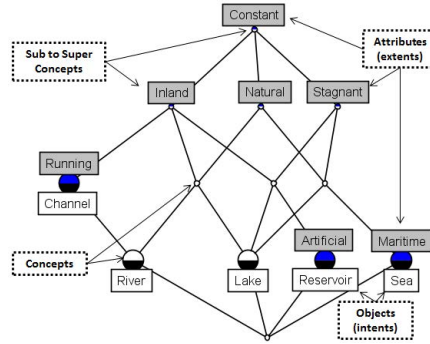 Constant
Sub to Super
Concepts
Attributes
(extents)
Inland
Natural
Stagnant
Running
Channel
Artificial
Maritime
Concepts
River
Lake
Reservoir
Sea
Objects
(intents)